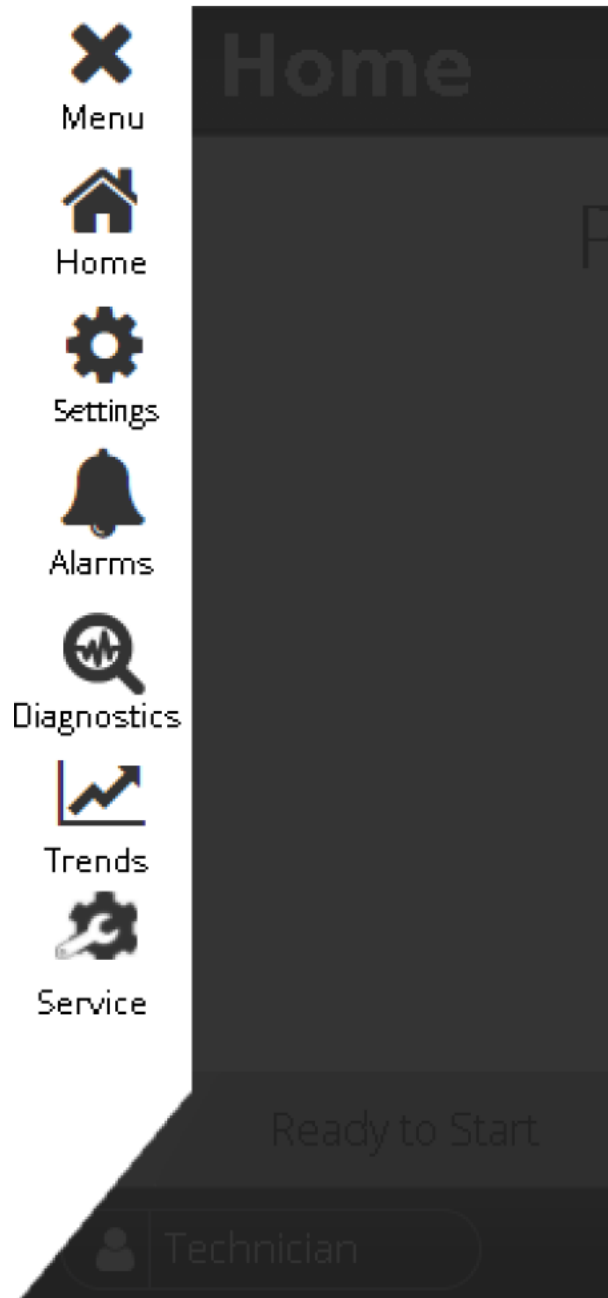 Home
Menu
Home
Settings
Alarms
Diagnostics
Trends
Service
Ready to Start
Technician